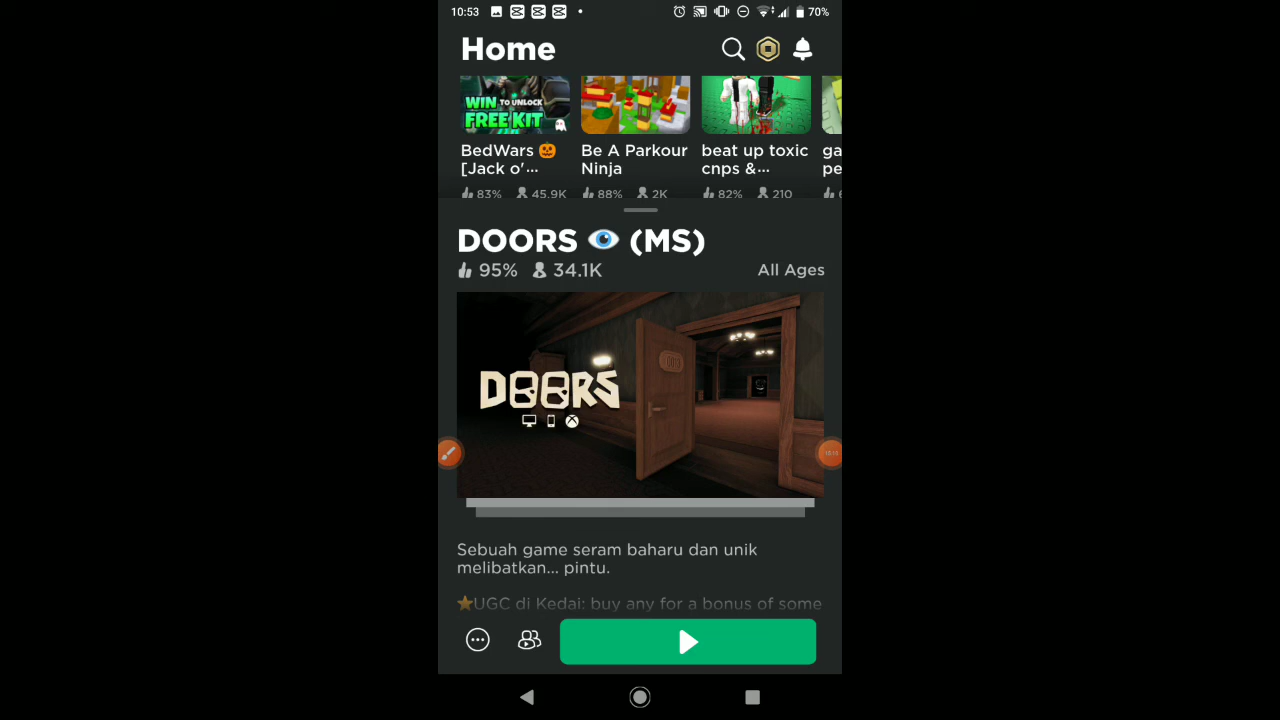 10:53
70%
Home
WIN TO UNLOCK
FREE KIT
BedWars 🎃
[Jack o'...
83% 45.9K
Be A Parkour
Ninja
88% 2K
beat up toxic
cnps &...
82% 210
ga
pe
DOORS 👁️ (MS)
95% 34.1K
All Ages
DOORS
Sebuah game seram baharu dan unik
melibatkan... pintu.
⭐UGC di Kedai: buy any for a bonus of some